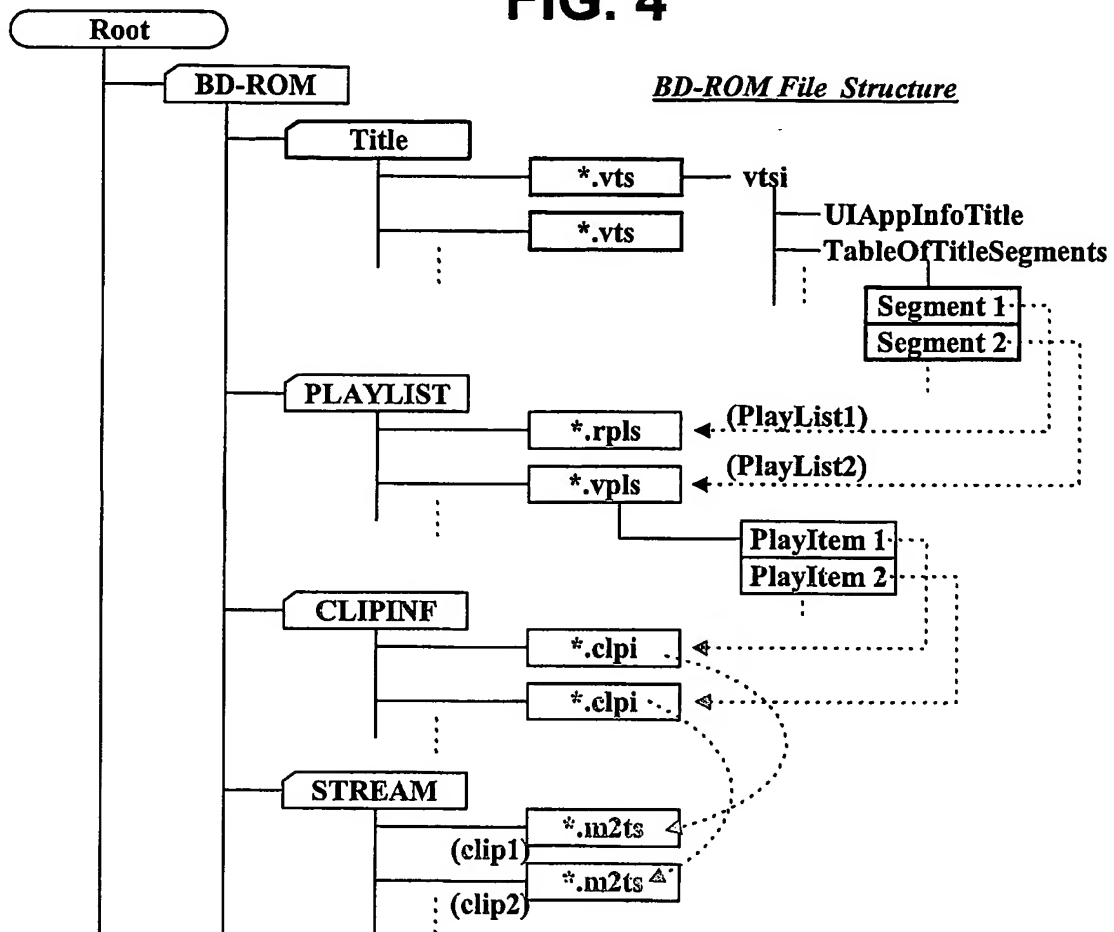 FIG. 4
Root
BD-ROM
BD-ROM File Structure
Title
*.vts
vtsi
UIAppInfoTitle
*.vts
TableOfTitleSegments
Segment 1
Segment 2
PLAYLIST
*.rpls
(PlayList1)
*.vpls
(PlayList2)
PlayItem 1
PlayItem 2
CLIPINF
*.clpi
*.clpi
STREAM
*.m2ts
(clip1)
*.m2ts
(clip2)